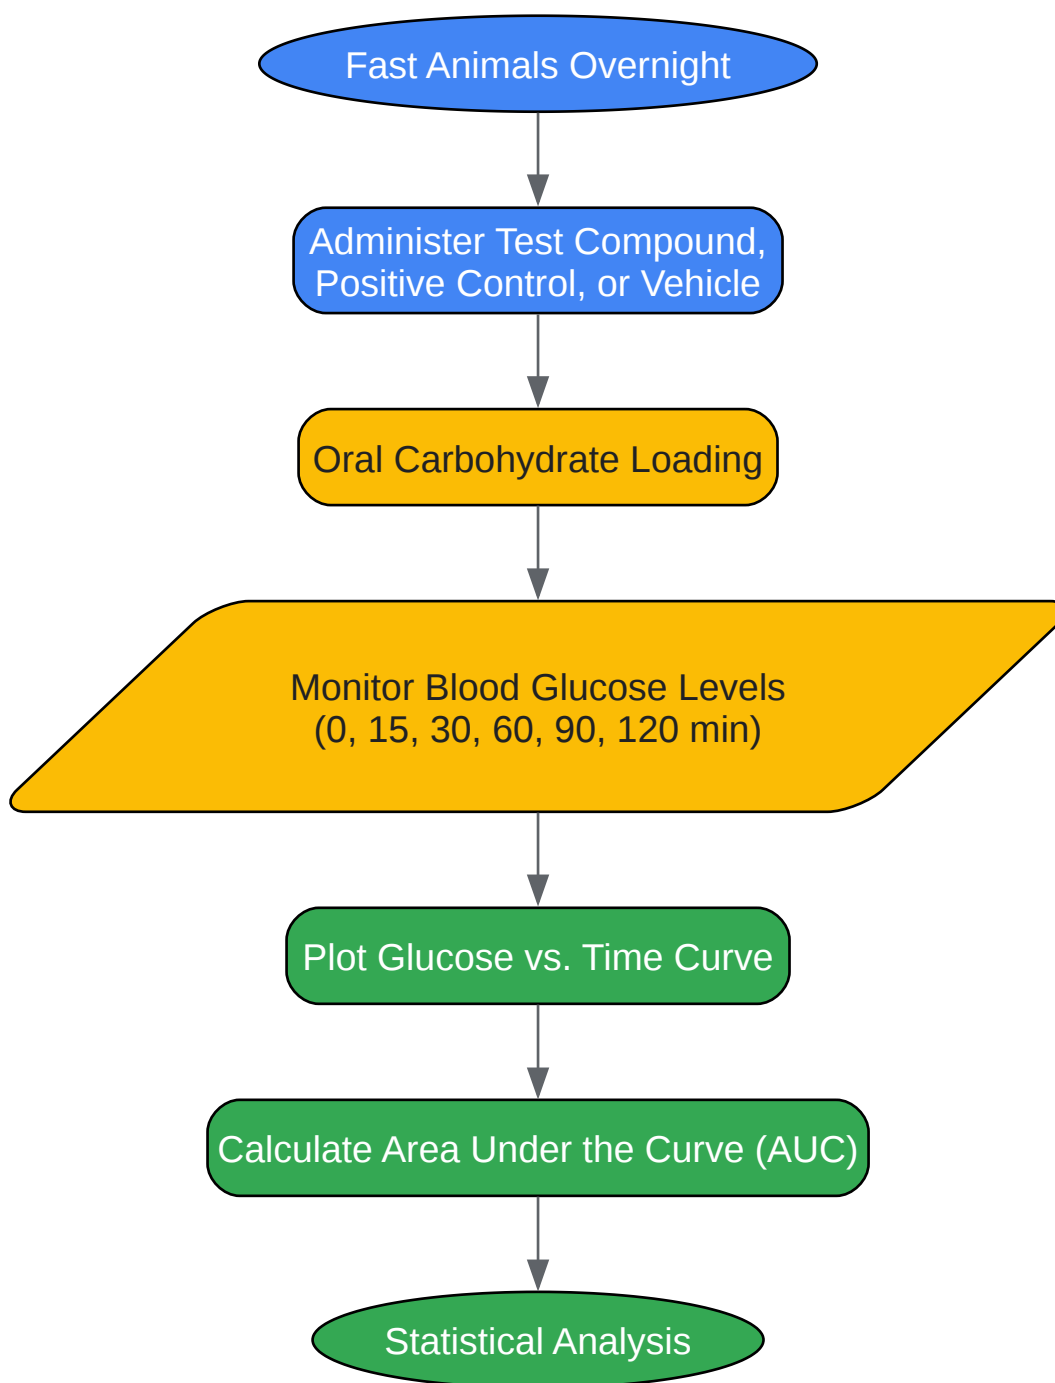 Fast Animals Overnight
Administer Test Compound,
Positive Control, or Vehicle
Oral Carbohydrate Loading
Monitor Blood Glucose Levels
(0, 15, 30, 60, 90, 120 min)
Plot Glucose vs. Time Curve
Calculate Area Under the Curve (AUC)
Statistical Analysis